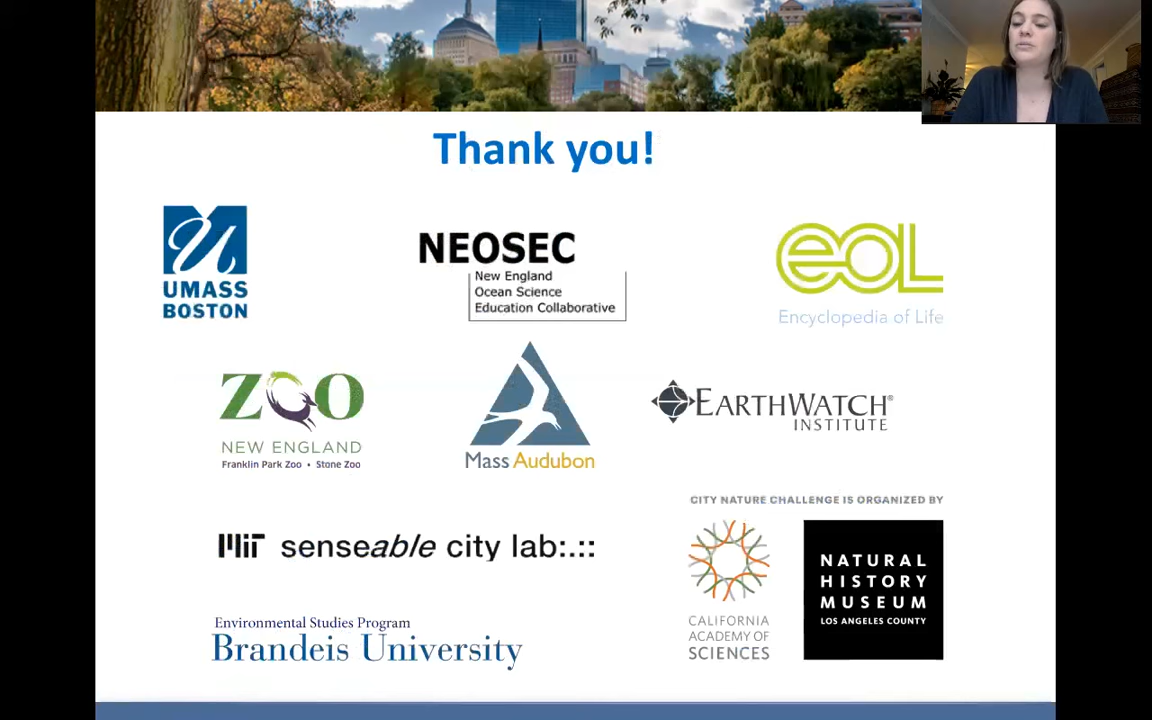 Thank you!
UMASS
BOSTON
NEOSEC
New England
Ocean Science
Education Collaborative
eOL
Encyclopedia of Life
ZOO
NEW ENGLAND
Franklin Park Zoo • Stone Zoo
Mass Audubon
EARTHWATCH®
INSTITUTE
MIT senseable city lab:.::
CITY NATURE CHALLENGE IS ORGANIZED BY
CALIFORNIA
ACADEMY OF
SCIENCES
NATURAL
HISTORY
MUSEUM
LOS ANGELES COUNTY
Environmental Studies Program
Brandeis University